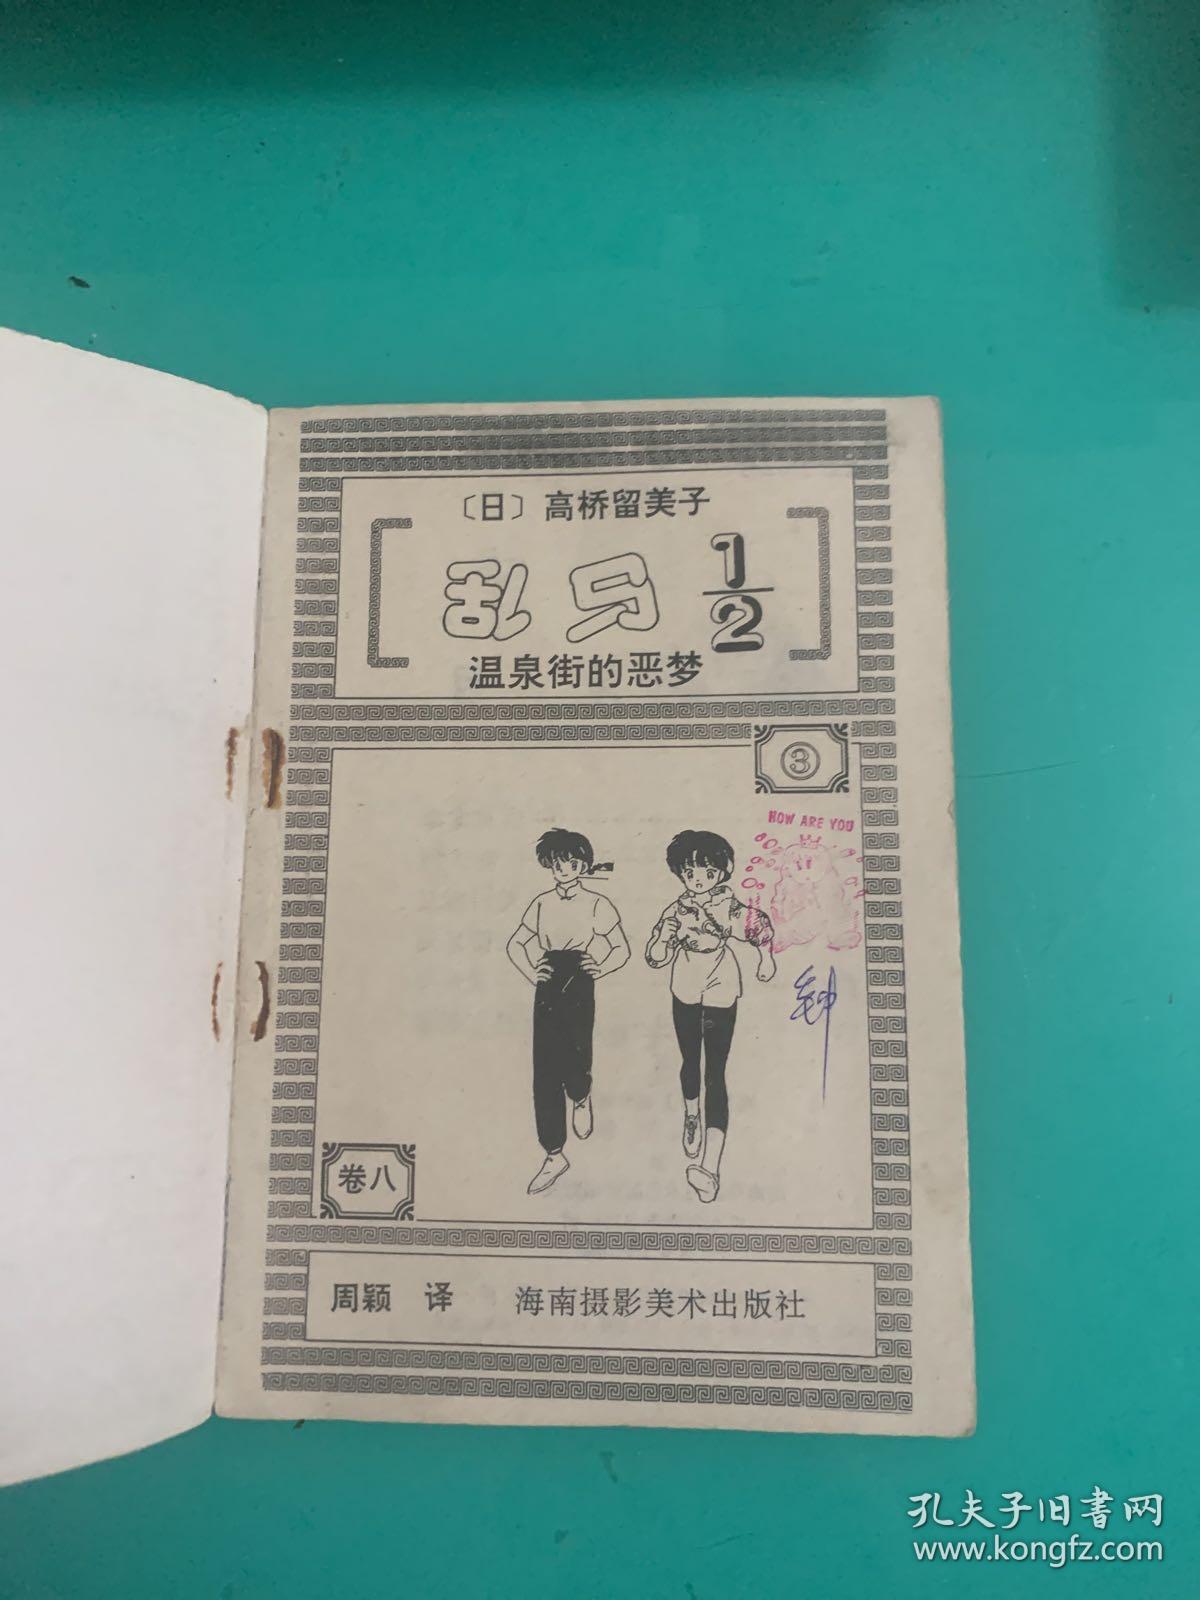 〔日〕高桥留美子
乱马1/2
温泉街的恶梦
③
HOW ARE YOU
钟
卷八
周颖 译 海南摄影美术出版社
孔夫子旧书网
www.kongfz.com